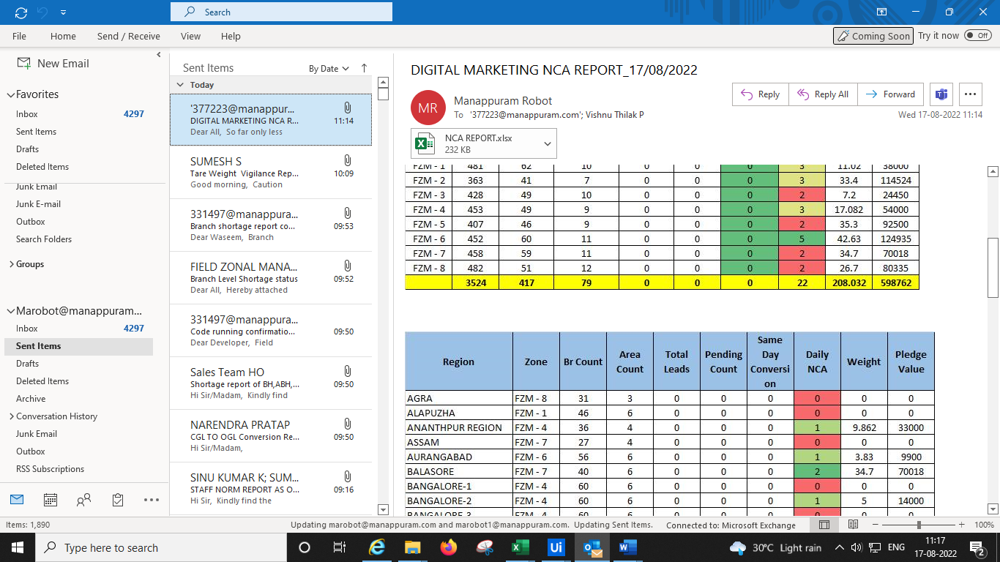 Search
File Home Send / Receive View Help
Coming Soon Try it now Off
New Email
Favorites
Inbox 4297
Sent Items
Drafts
Deleted Items
Junk Email
Junk E-mail
Outbox
Search Folders
Groups
Marobot@manappuram...
Inbox 4297
Sent Items
Drafts
Deleted Items
Archive
Conversation History
Junk Email
Outbox
RSS Subscriptions
Sent Items By Date
Today
'377223@manappur...
DIGITAL MARKETING NCA R... 11:14
Dear All, So far only less
SUMESH S
Tare Weight Vigilance Rep... 10:09
Good morning, Caution
331497@manappura...
Branch shortage report co... 09:53
Dear Waseem, Branch
FIELD ZONAL MANA...
Branch Level Shortage status 09:52
Dear All, Hereby attached
331497@manappura...
Code running confirmatio... 09:50
Dear Developer, Field
Sales Team HO
Shortage report of BH,ABH,... 09:50
Hi Sir/Madam, Kindly find
NARENDRA PRATAP
CGL TO OGL Conversion Re... 09:50
Hi Sir/Madam,
SINU KUMAR K; SUM...
STAFF NORM REPORT AS O... 09:16
Hi Sir, Kindly find the
DIGITAL MARKETING NCA REPORT_17/08/2022
MR
Manappuram Robot
To '377223@manappuram.com'; Vishnu Thilak P
Reply Reply All Forward
Wed 17-08-2022 11:14
NCA REPORT.xlsx
232 KB
FZM - 1 481 62 10 0 0 0 3 11.02 38000
FZM - 2 363 41 7 0 0 0 3 33.4 114524
FZM - 3 428 49 10 0 0 0 2 7.2 24450
FZM - 4 453 49 9 0 0 0 3 17.082 54000
FZM - 5 407 46 9 0 0 0 2 35.3 92500
FZM - 6 452 60 11 0 0 0 5 42.63 124935
FZM - 7 458 59 11 0 0 0 2 34.7 70018
FZM - 8 482 51 12 0 0 0 2 26.7 80335
3524 417 79 0 0 0 22 208.032 598762
Region Zone Br Count Area Count Total Leads Pending Count Same Day Conversi on Daily NCA Weight Pledge Value
AGRA FZM - 8 31 3 0 0 0 0 0 0
ALAPUZHA FZM - 1 46 6 0 0 0 0 0 0
ANANTHPUR REGION FZM - 4 36 4 0 0 0 1 9.862 33000
ASSAM FZM - 7 27 4 0 0 0 0 0 0
AURANGABAD FZM - 6 56 6 0 0 0 1 3.83 9900
BALASORE FZM - 7 40 6 0 0 0 2 34.7 70018
BANGALORE-1 FZM - 4 60 6 0 0 0 0 0 0
BANGALORE-2 FZM - 4 60 6 0 0 0 1 5 14000
BANGALORE-3 FZM - 4 60 6 0 0 0 0 0 0
Items: 1,890 Updating marobot@manappuram.com and marobot1@manappuram.com. Updating Sent Items. Connected to: Microsoft Exchange 100%
Type here to search
Ui
30°C Light rain
ENG
11:17
17-08-2022
2